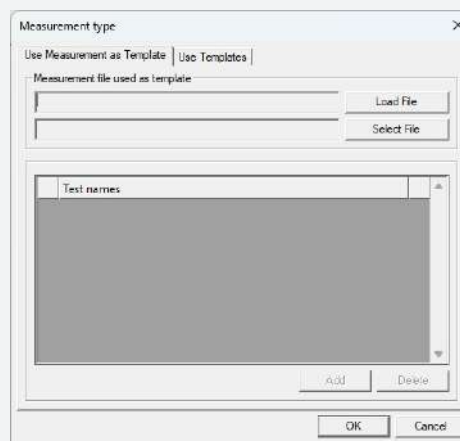 Measurement type
Use Measurement as Template Use Templates
Measurement file used as template
Load File
Select File
Test names
Add Delete
OK Cancel